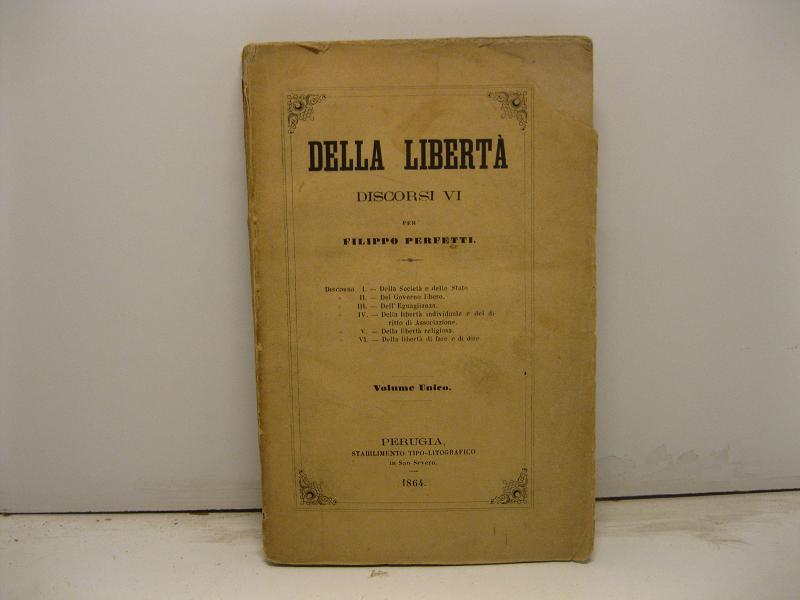 DELLA LIBERTÀ
DISCORSI VI
PER
FILIPPO PERFETTI.
Discorso I. — Della Società e dello Stato
» II. — Del Governo libero.
» III. — Dell'Eguaglianza.
» IV. — Della libertà individuale e del di
ritto di Associazione.
» V. — Della libertà religiosa.
» VI. — Della libertà di fare e di dire
Volume Unico.
PERUGIA,
STABILIMENTO TIPO-LITOGRAFICO
IN San Severo.
1864.